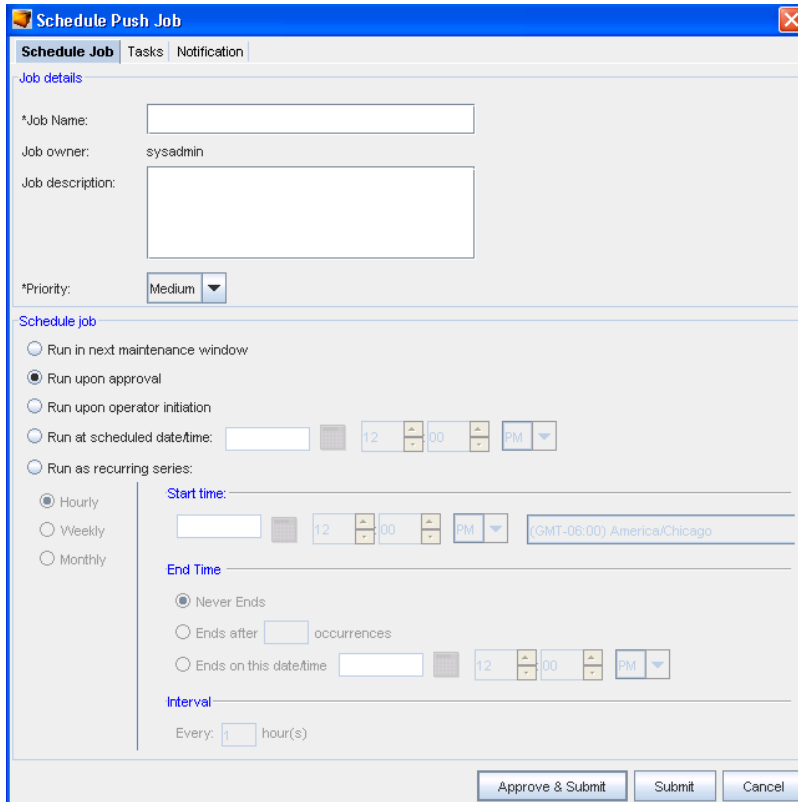 Schedule Push Job
Schedule Job Tasks Notification
Job details
*Job Name:
Job owner: sysadmin
Job description:
*Priority: Medium
Schedule job
Run in next maintenance window
Run upon approval
Run upon operator initiation
Run at scheduled date/time: 12 : 00 PM
Run as recurring series:
Hourly
Weekly
Monthly
Start time:
12 : 00 PM (GMT-06:00) America/Chicago
End Time
Never Ends
Ends after occurrences
Ends on this date/time 12 : 00 PM
Interval
Every: 1 hour(s)
Approve & Submit Submit Cancel